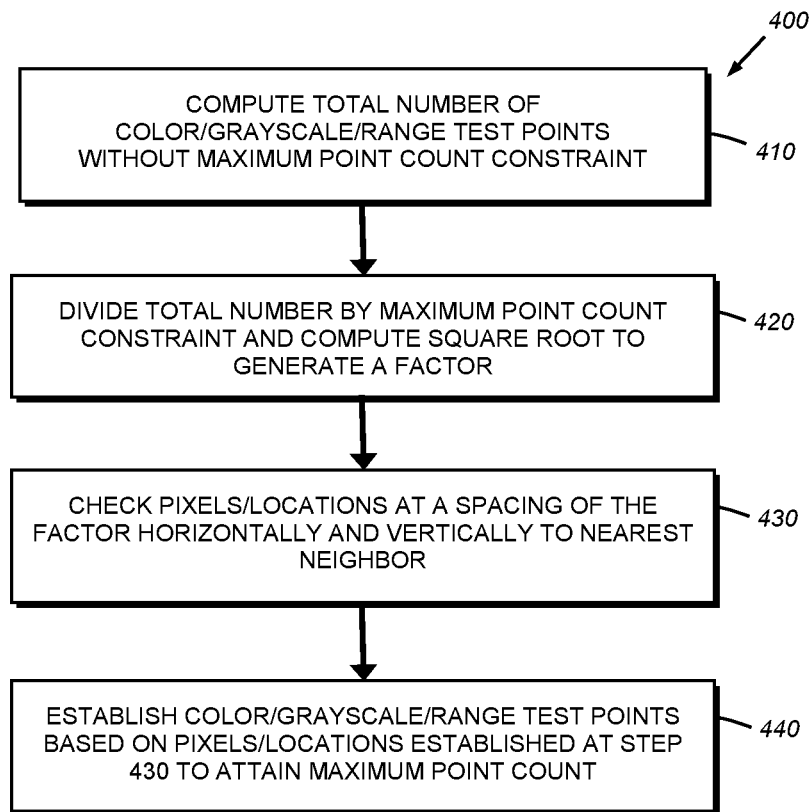 400
COMPUTE TOTAL NUMBER OF
COLOR/GRAYSCALE/RANGE TEST POINTS
WITHOUT MAXIMUM POINT COUNT CONSTRAINT
410
DIVIDE TOTAL NUMBER BY MAXIMUM POINT COUNT
CONSTRAINT AND COMPUTE SQUARE ROOT TO
GENERATE A FACTOR
420
CHECK PIXELS/LOCATIONS AT A SPACING OF THE
FACTOR HORIZONTALLY AND VERTICALLY TO NEAREST
NEIGHBOR
430
ESTABLISH COLOR/GRAYSCALE/RANGE TEST POINTS
BASED ON PIXELS/LOCATIONS ESTABLISHED AT STEP
430 TO ATTAIN MAXIMUM POINT COUNT
440